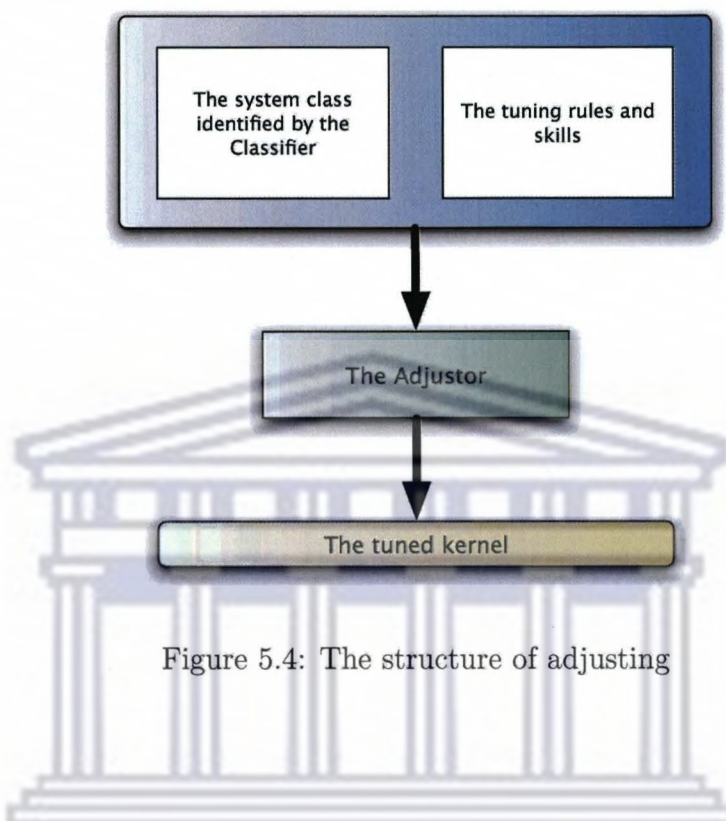 The system class
identified by the
Classifier
The tuning rules and
skills
The Adjustor
The tuned kernel
Figure 5.4: The structure of adjusting